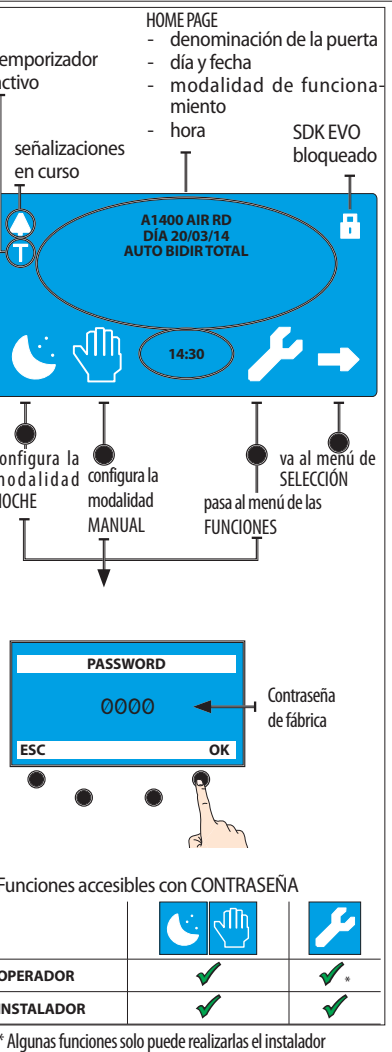 HOME PAGE
- denominación de la puerta
- día y fecha
- modalidad de funciona-
miento
- hora
emporizador
activo
señalizaciones
en curso
SDK EVO
bloqueado
A1400 AIR RD
DÍA 20/03/14
AUTO BIDIR TOTAL
T
14:30
configura la
modalidad
NOCHE
configura la
modalidad
MANUAL
pasa al menú de las
FUNCIONES
va al menú de
SELECCIÓN
PASSWORD
0000
ESC OK
Contraseña
de fábrica
Funciones accesibles con CONTRASEÑA
OPERADOR
*
INSTALADOR
* Algunas funciones solo puede realizarlas el instalador